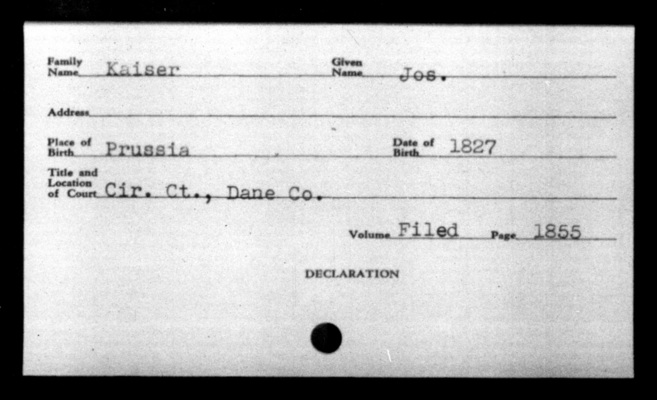 Family Name Kaiser Given Name Jos.
Address
Place of Birth Prussia Date of Birth 1827
Title and Location of Court Cir. Ct., Dane Co.
Volume Filed Page 1855
DECLARATION